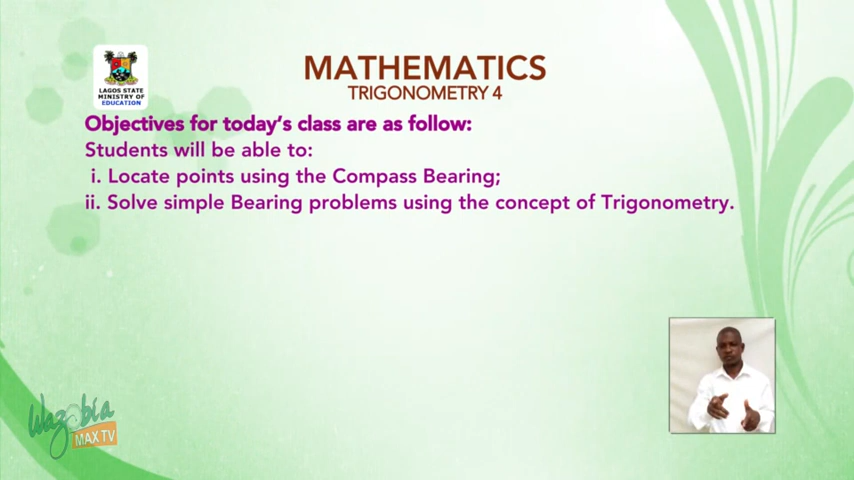 LAGOS STATE
MINISTRY OF
EDUCATION
MATHEMATICS
TRIGONOMETRY 4
Objectives for today's class are as follow:
Students will be able to:
i. Locate points using the Compass Bearing;
ii. Solve simple Bearing problems using the concept of Trigonometry.
Wazobia
MAX TV